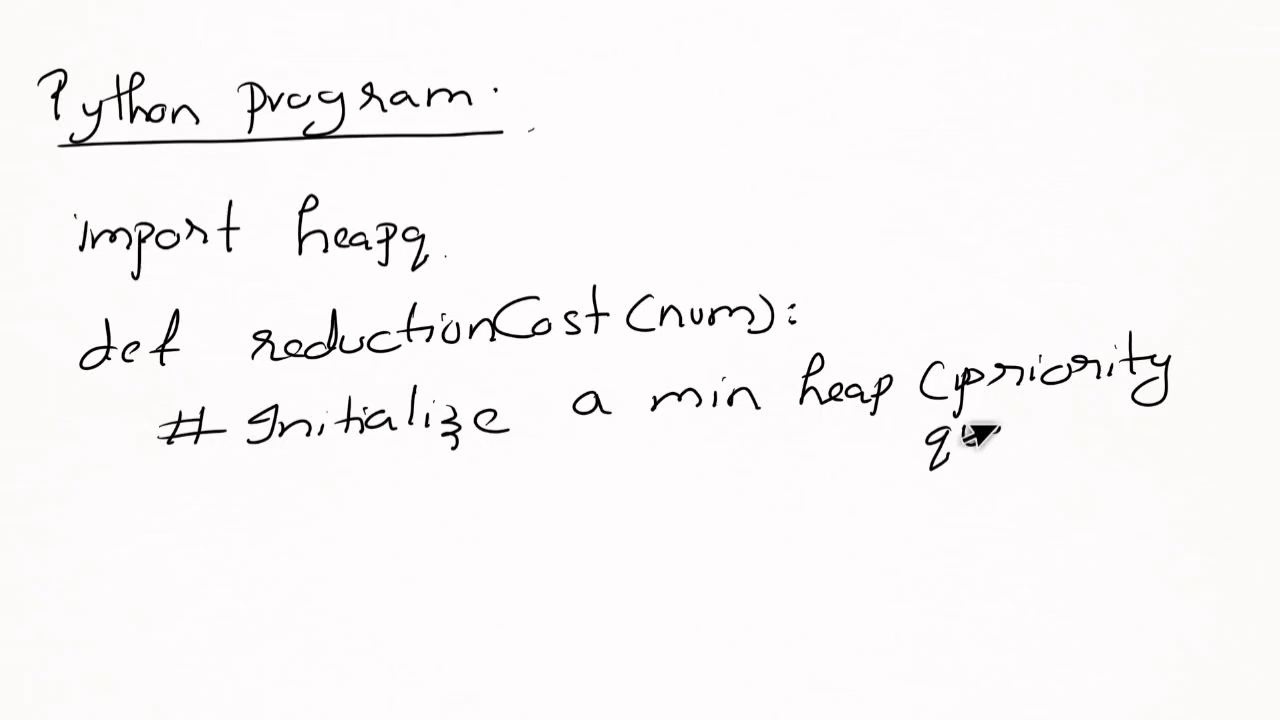 Python program.
import heapq
def reductionCost (num):
# Initialize a min heap (priority